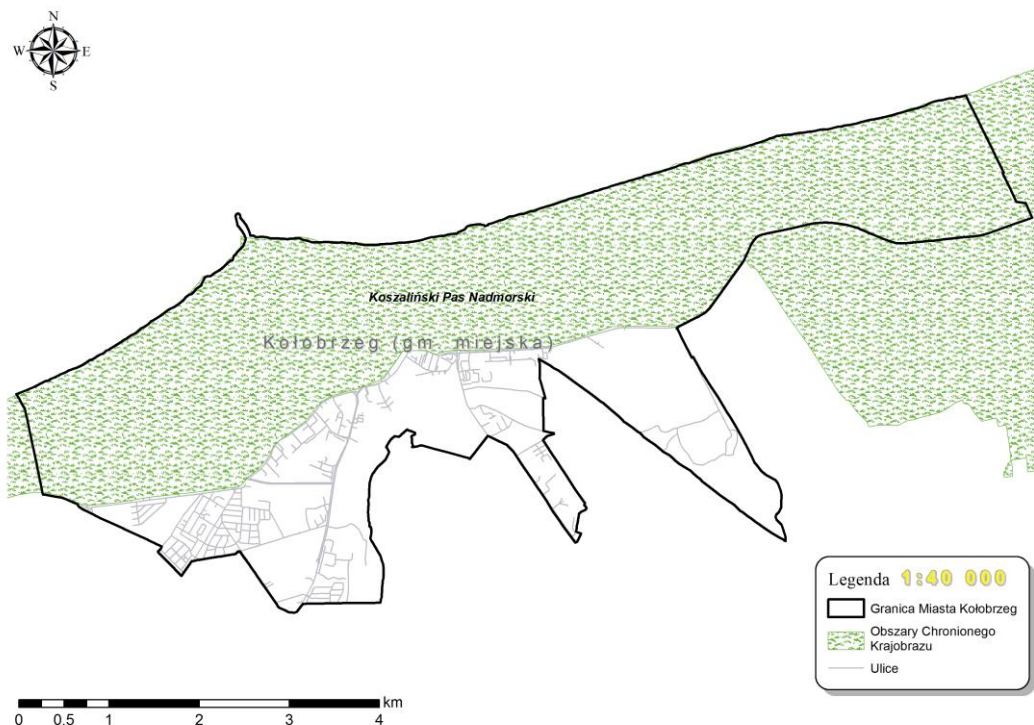 N
W E
S
Koszaliński Pas Nadmorski
Kołobrzeg (gm. miejska)
Legenda 1:40 000
Granica Miasta Kołobrzeg
Obszary Chronionego
Krajobrazu
Ulice
km
0 0.5 1 2 3 4